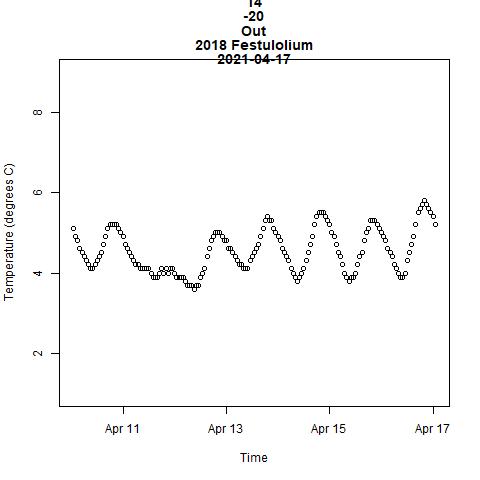 14
-20
Out
2018 Festulolium
2021-04-17
Temperature (degrees C)
8
6
4
2
Apr 11
Apr 13
Apr 15
Apr 17
Time